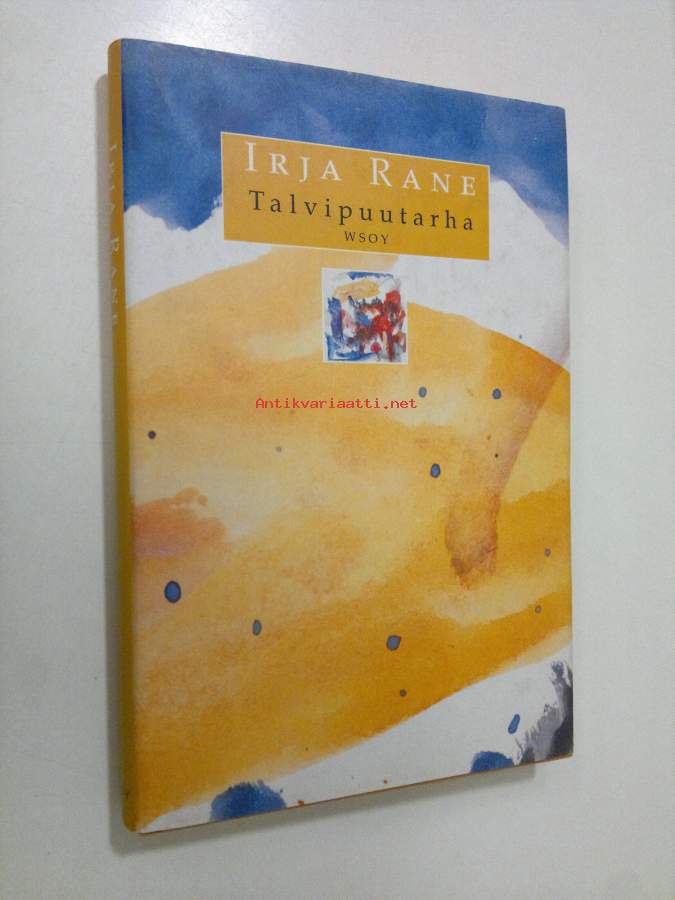 IRJA RANE
Talvipuutarha
WSOY
IRJA RANE
Antikvariaatti.net